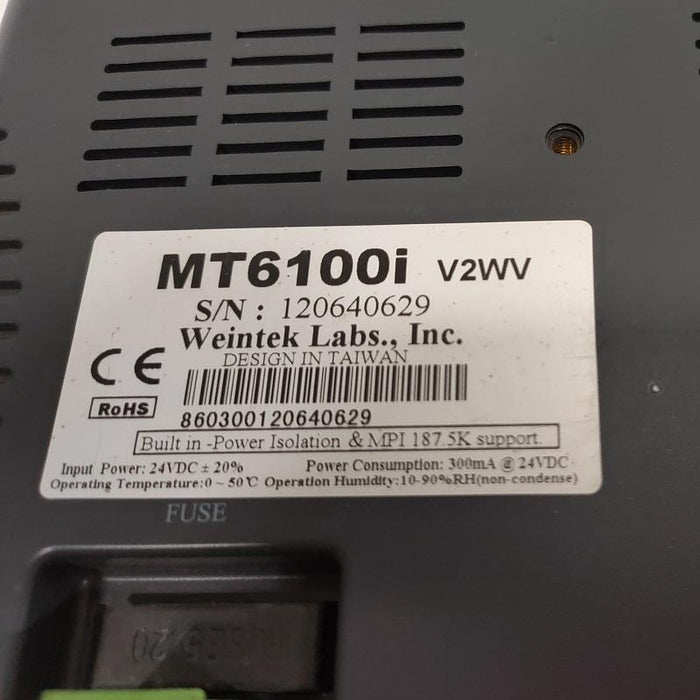 MT6100i V2WV
S/N : 120640629
Weintek Labs., Inc.
DESIGN IN TAIWAN
CE
RoHS
860300120640629
Built in -Power Isolation & MPI 187.5K support.
Input Power: 24VDC ± 20% Power Consumption: 300mA @ 24VDC
Operating Temperature:0 ~ 50℃ Operation Humidity:10-90%RH(non-condense)
FUSE